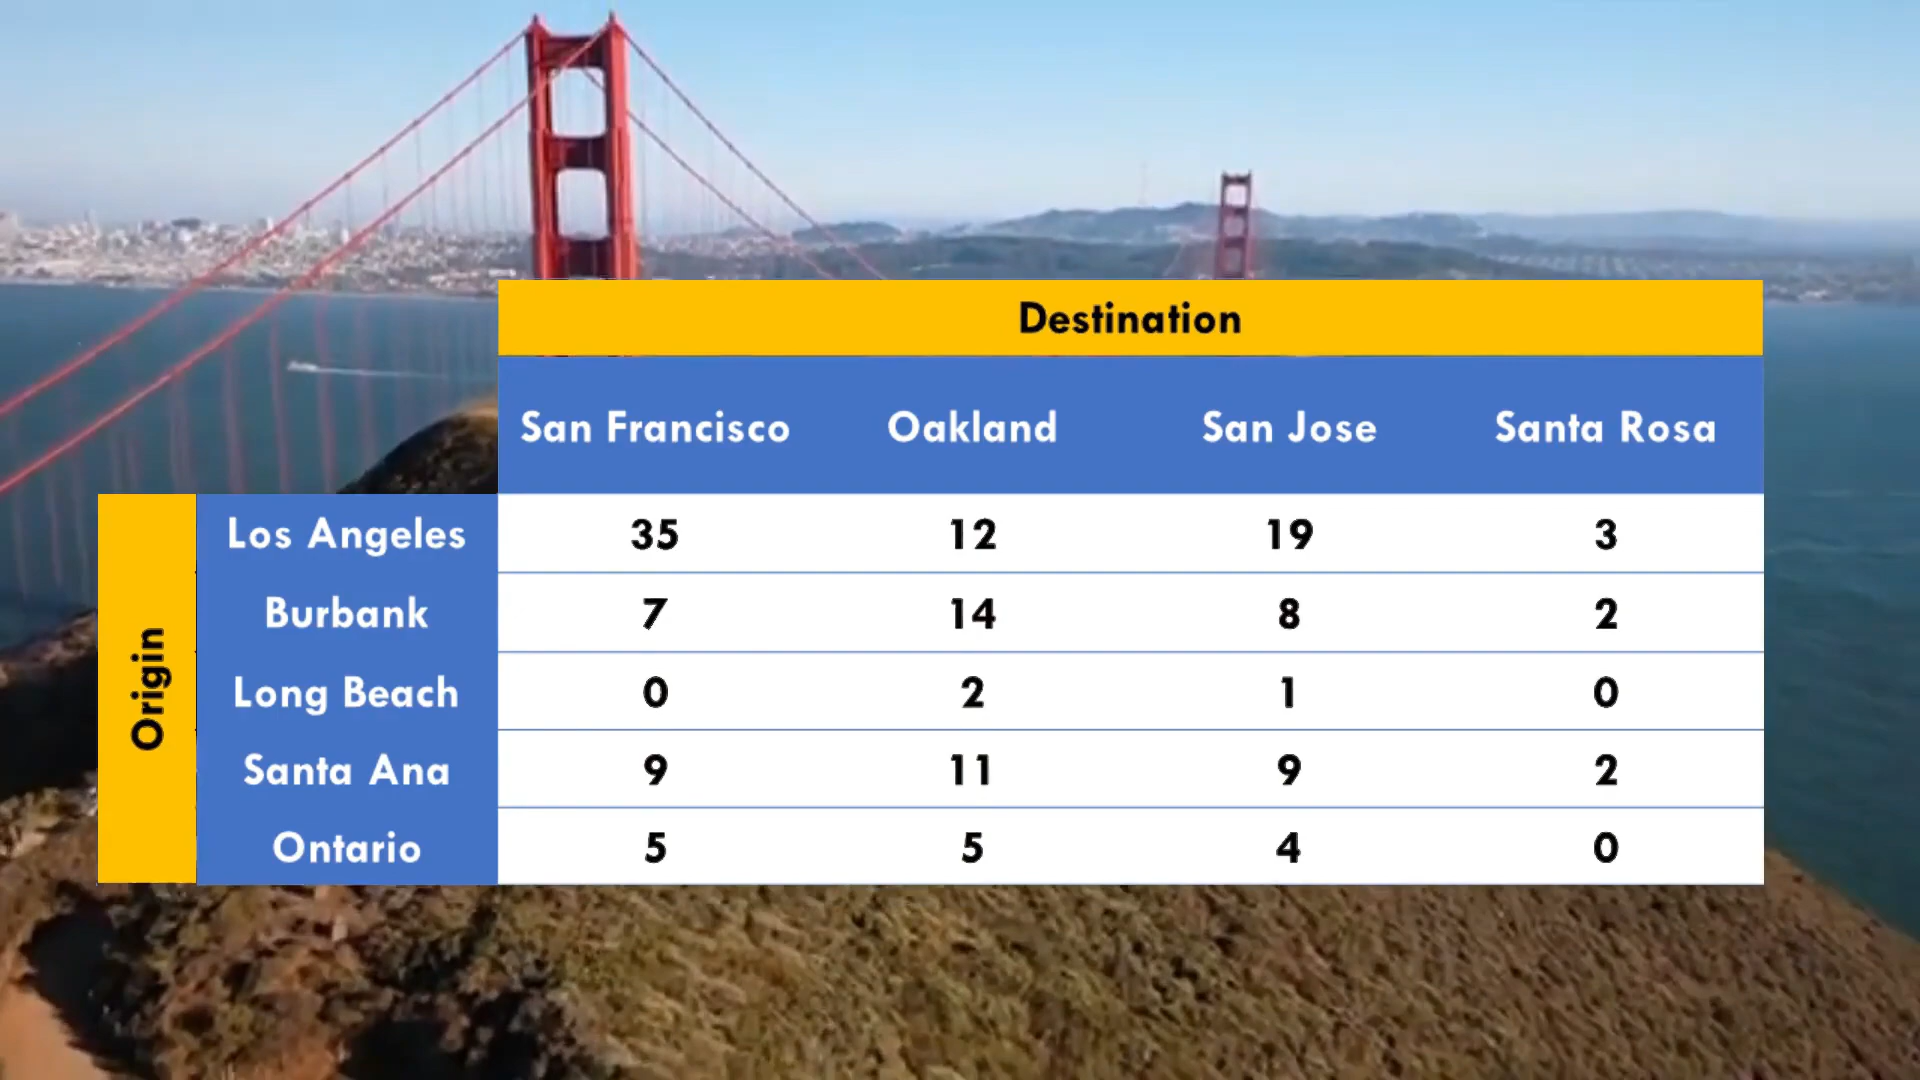 Destination
San Francisco Oakland San Jose Santa Rosa
Origin
Los Angeles 35 12 19 3
Burbank 7 14 8 2
Long Beach 0 2 1 0
Santa Ana 9 11 9 2
Ontario 5 5 4 0